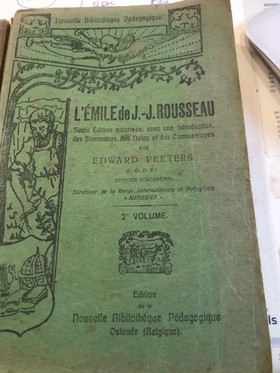 Nouvelle Bibliothèque Pédagogique.
L'ÉMILE de J.-J. ROUSSEAU
Seule Edition autorisée, avec une Introduction,
des Sommaires, des Notes et des Commentaires
PAR
EDWARD PEETERS
OFFICIER D'ACADÉMIE,
Directeur de la Revue Internationale et Polyglotte
« MINERVA ».
2e VOLUME.
Edition
de la
Nouvelle Bibliothèque Pédagogique
Ostende (Belgique).